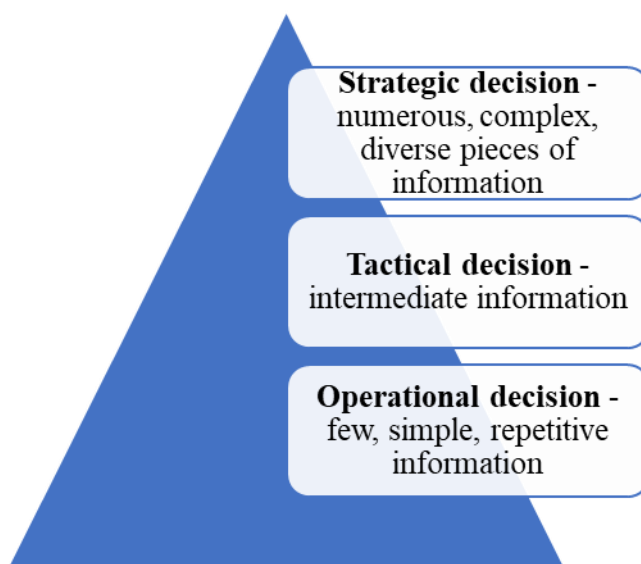 Strategic decision -
numerous, complex,
diverse pieces of
information
Tactical decision -
intermediate information
Operational decision -
few, simple, repetitive
information